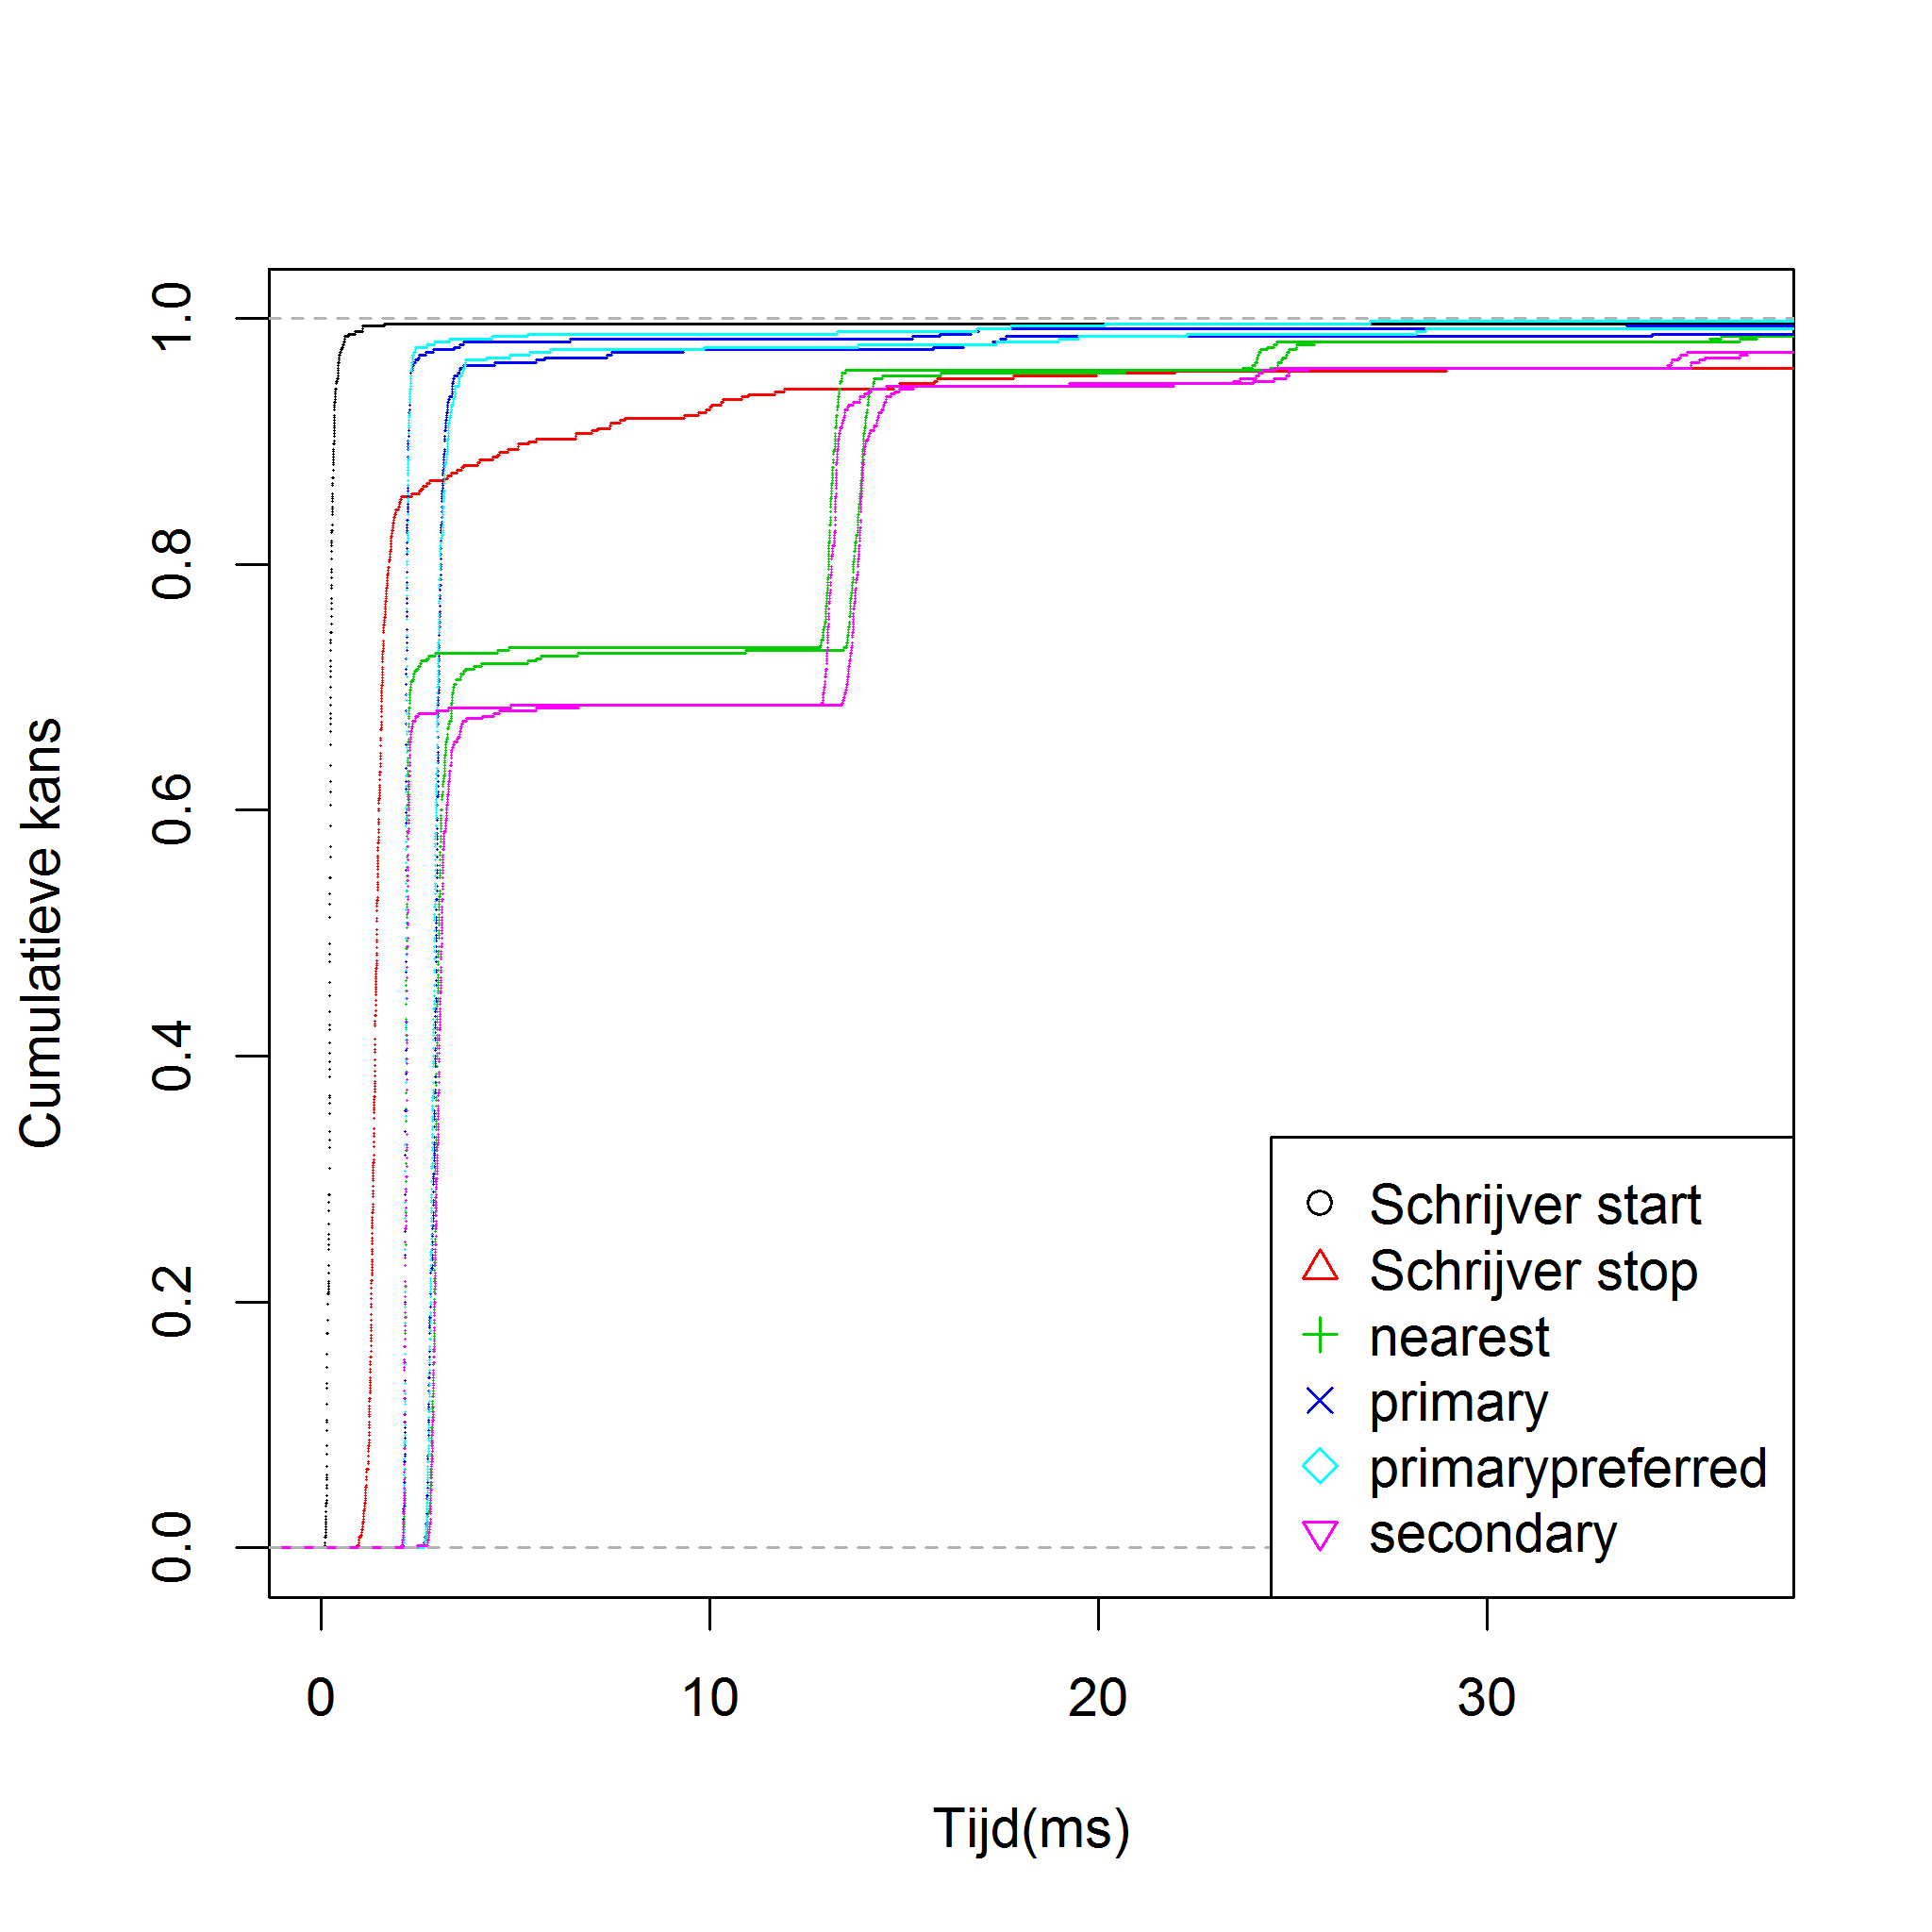 Cumulatieve kans
1.0
0.8
0.6
0.4
0.2
0.0
0 10 20 30
Tijd(ms)
Schrijver start
Schrijver stop
nearest
primary
primarypreferred
secondary